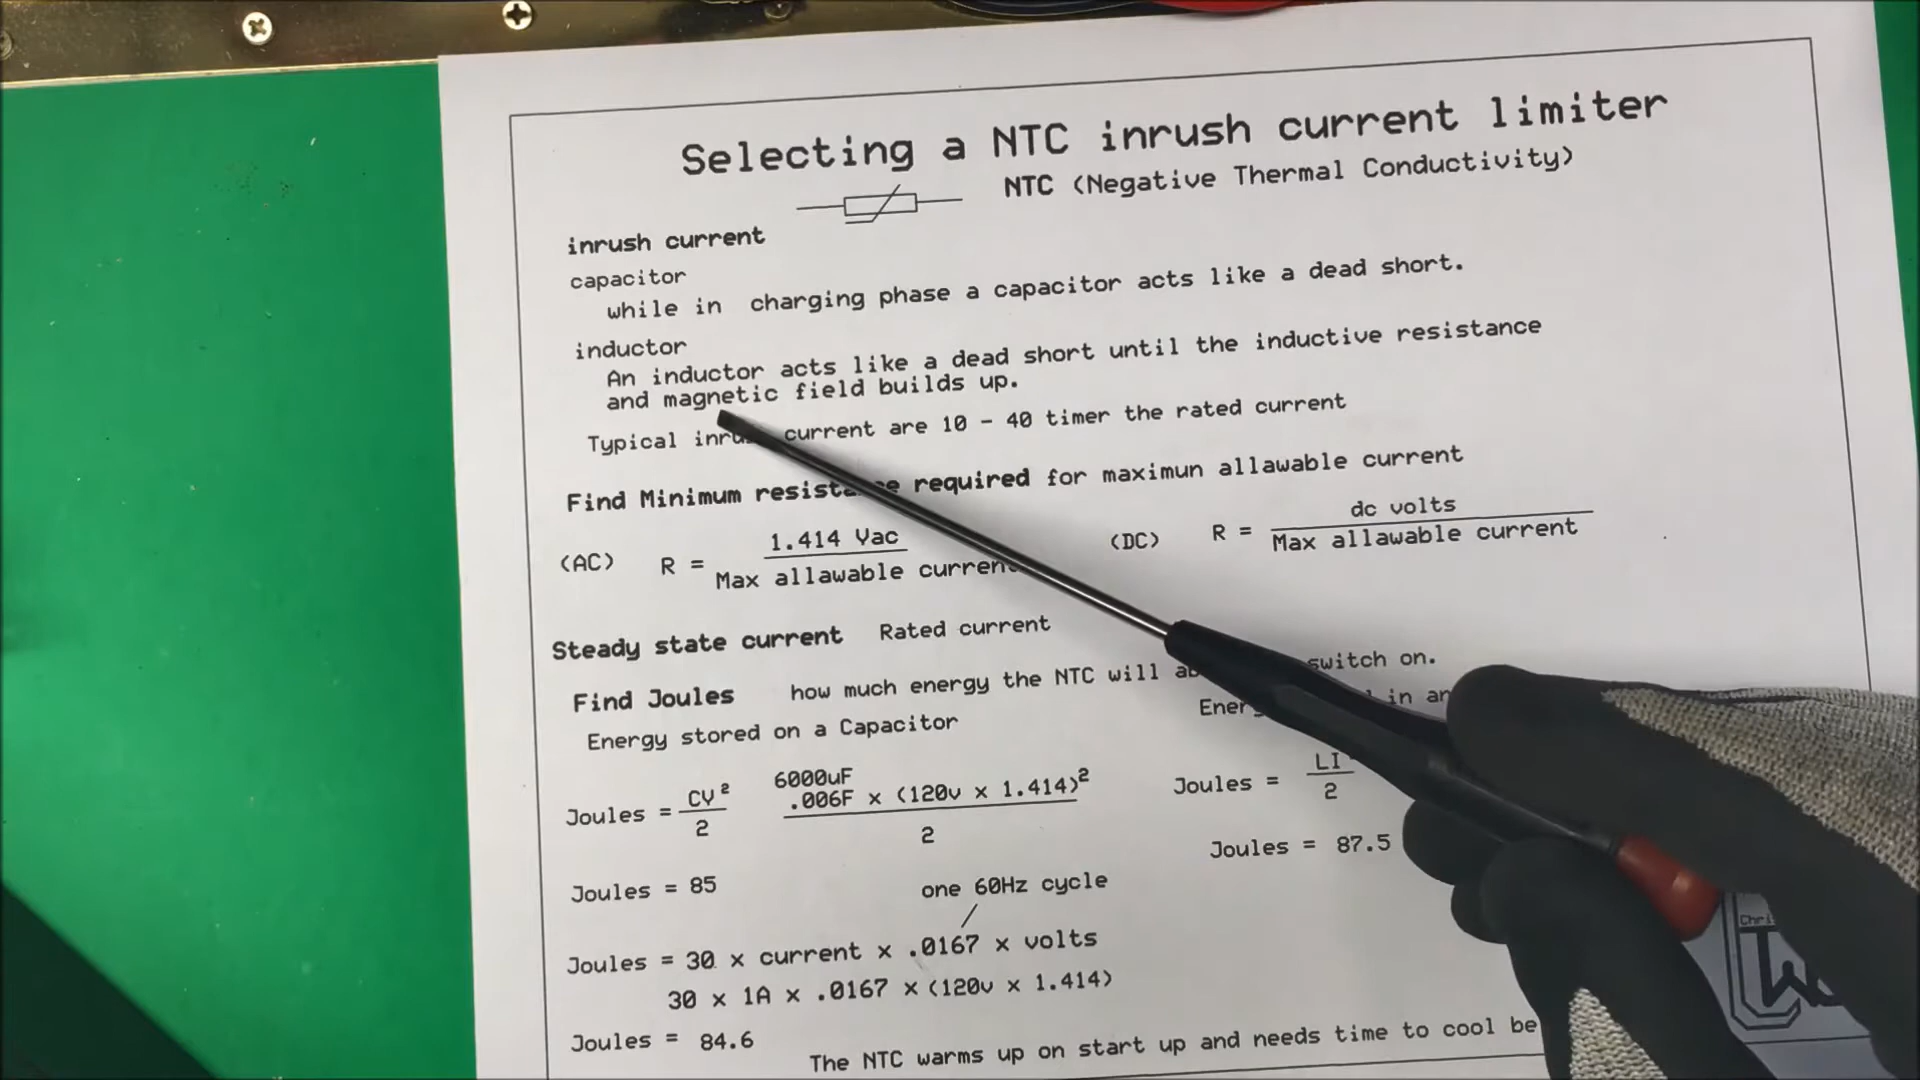 Selecting a NTC inrush current limiter
NTC (Negative Thermal Conductivity)
inrush current
capacitor
while in charging phase a capacitor acts like a dead short.
inductor
An inductor acts like a dead short until the inductive resistance
and magnetic field builds up.
Typical current are 10 - 40 timer the rated current
Find Minimum required for maximun allawable current
(AC) R = 1.414 Vac
Max allawable
(DC) R = dc volts
Max allawable current
Steady state current Rated current
Find Joules how much energy the NTC will switch on.
Energy stored on a Capacitor in
Joules = CV² / 2
6000uF
.006F x (120v x 1.414)²
2
Joules = LI / 2
Joules = 85
Joules = 87.5
one 60Hz cycle
Joules = 30 x current x .0167 x volts
30 x 1A x .0167 x (120v x 1.414)
Joules = 84.6
The NTC warms up on start up and needs time to cool